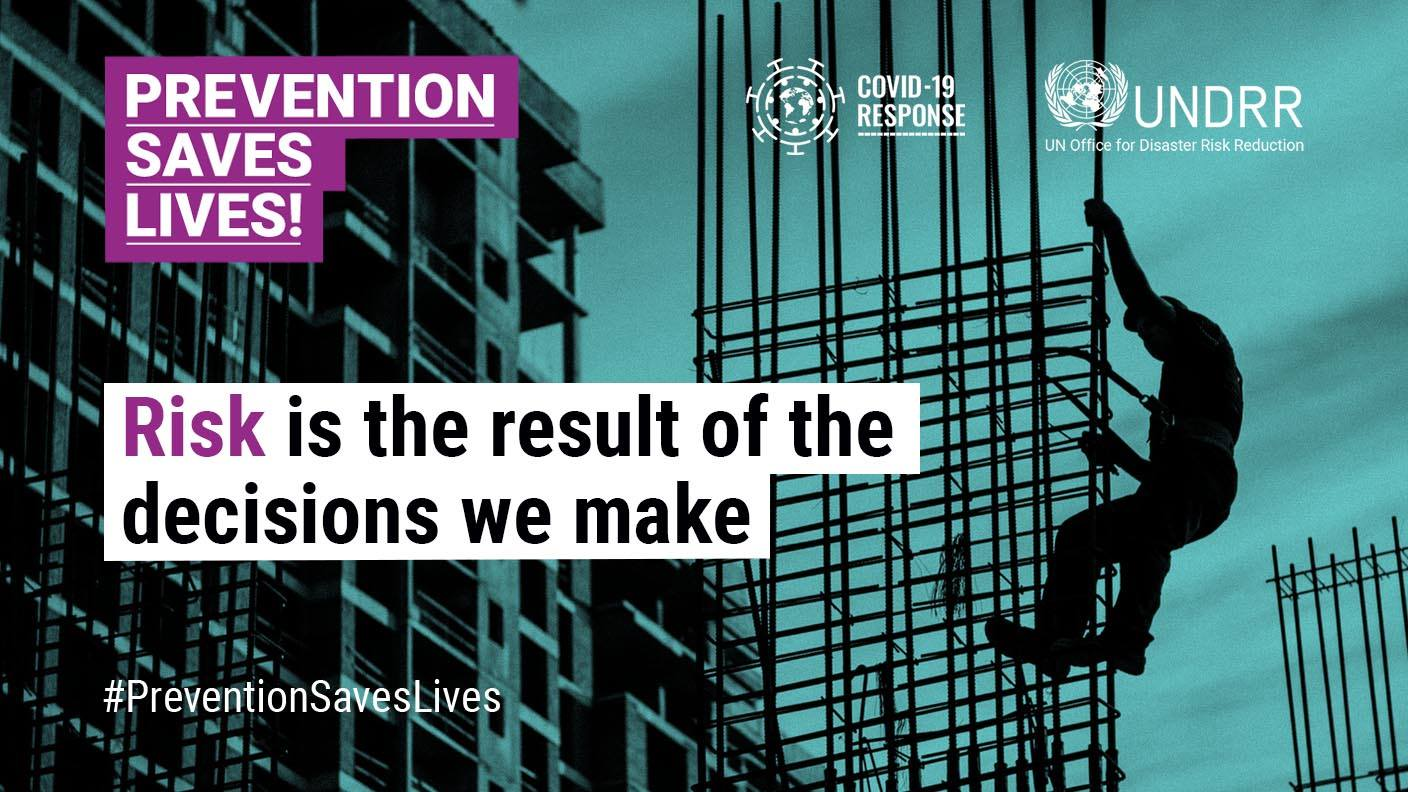 PREVENTION
SAVES
LIVES!
COVID-19
RESPONSE
UNDRR
UN Office for Disaster Risk Reduction
Risk is the result of the
decisions we make
#PreventionSavesLives